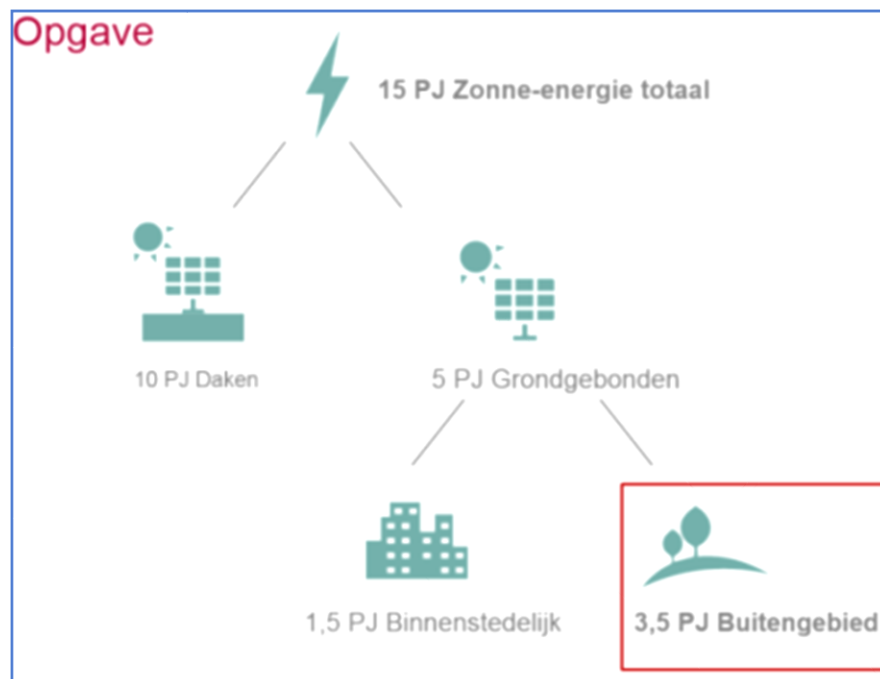 Opgave
15 PJ Zonne-energie totaal
10 PJ Daken
5 PJ Grondgebonden
1,5 PJ Binnenstedelijk
3,5 PJ Buitengebied